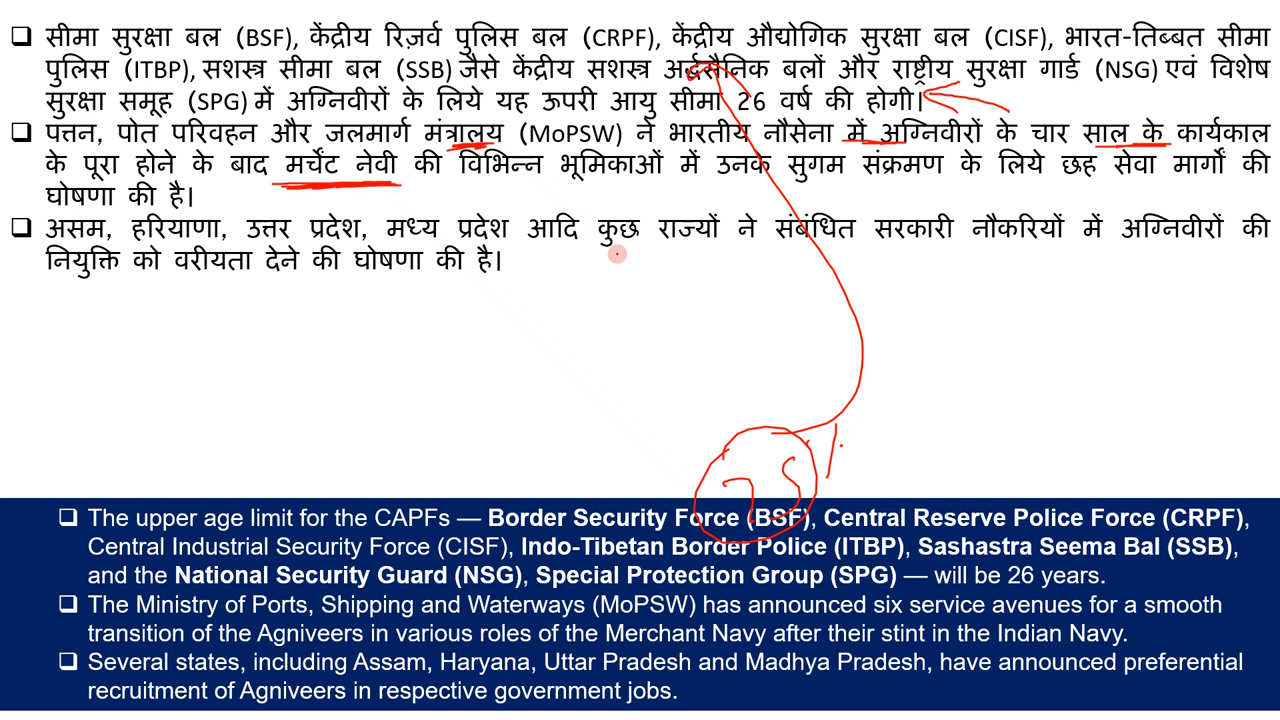 ❑ सीमा सुरक्षा बल (BSF), केंद्रीय रिज़र्व पुलिस बल (CRPF), केंद्रीय औद्योगिक सुरक्षा बल (CISF), भारत-तिब्बत सीमा
पुलिस (ITBP), सशस्त्र सीमा बल (SSB) जैसे केंद्रीय सशस्त्र अर्द्धसैनिक बलों और राष्ट्रीय सुरक्षा गार्ड (NSG) एवं विशेष
सुरक्षा समूह (SPG) में अग्निवीरों के लिये यह ऊपरी आयु सीमा 26 वर्ष की होगी।
❑ पत्तन, पोत परिवहन और जलमार्ग मंत्रालय (MoPSW) ने भारतीय नौसेना में अग्निवीरों के चार साल के कार्यकाल
के पूरा होने के बाद मर्चेंट नेवी की विभिन्न भूमिकाओं में उनके सुगम संक्रमण के लिये छह सेवा मार्गों की
घोषणा की है।
❑ असम, हरियाणा, उत्तर प्रदेश, मध्य प्रदेश आदि कुछ राज्यों ने संबंधित सरकारी नौकरियों में अग्निवीरों की
नियुक्ति को वरीयता देने की घोषणा की है।
❑ The upper age limit for the CAPFs — Border Security Force (BSF), Central Reserve Police Force (CRPF),
Central Industrial Security Force (CISF), Indo-Tibetan Border Police (ITBP), Sashastra Seema Bal (SSB),
and the National Security Guard (NSG), Special Protection Group (SPG) — will be 26 years.
❑ The Ministry of Ports, Shipping and Waterways (MoPSW) has announced six service avenues for a smooth
transition of the Agniveers in various roles of the Merchant Navy after their stint in the Indian Navy.
❑ Several states, including Assam, Haryana, Uttar Pradesh and Madhya Pradesh, have announced preferential
recruitment of Agniveers in respective government jobs.